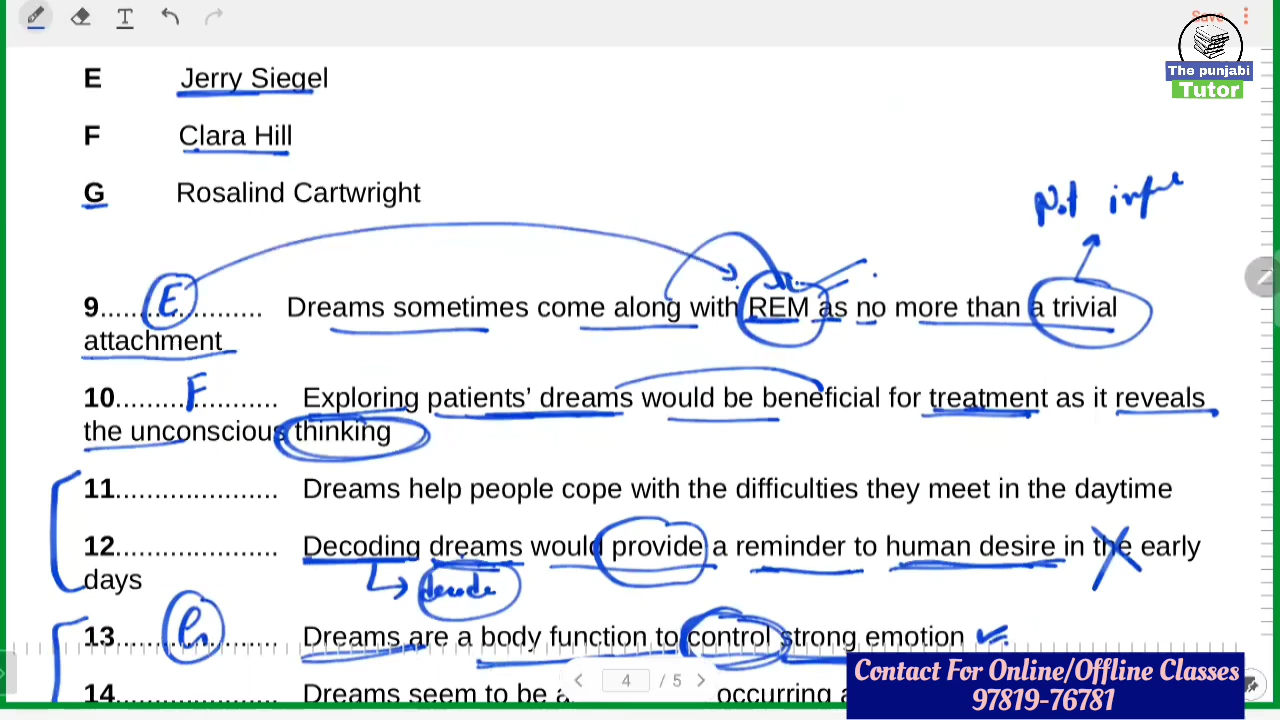 Save
The punjabi
Tutor
E Jerry Siegel
F Clara Hill
G Rosalind Cartwright
Not
9...................... Dreams sometimes come along with REM as no more than a trivial
E
attachment
10..................... Exploring patients' dreams would be beneficial for treatment as it reveals
F
the unconscious thinking
11..................... Dreams help people cope with the difficulties they meet in the daytime
12..................... Decoding dreams would provide a reminder to human desire in the early
days
decode
13..................... Dreams are a body function to control strong emotion
14..................... Dreams seem to be a occurring a
4 / 5
Contact For Online/Offline Classes
97819-76781